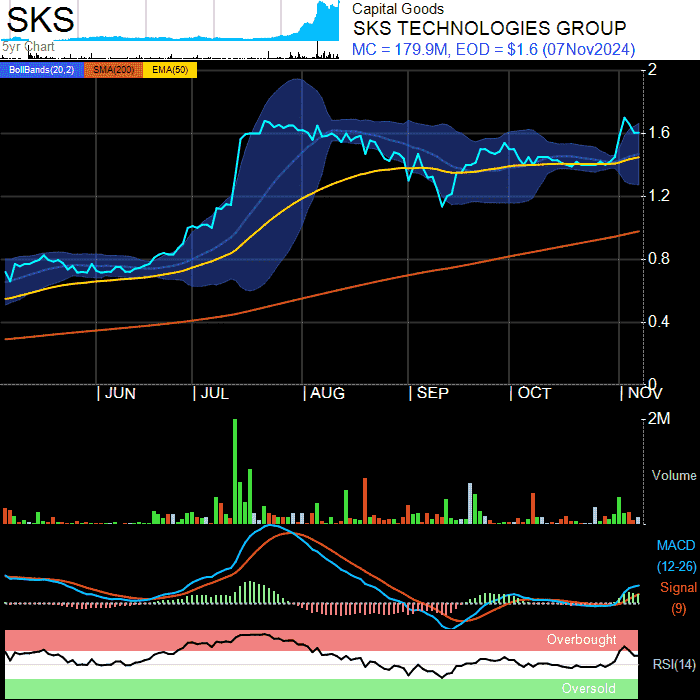 SKS
5yr Chart
Capital Goods
SKS TECHNOLOGIES GROUP
MC = 179.9M, EOD = $1.6 (07Nov2024)
BollBands(20,2) SMA(200) EMA(50)
2
1.6
1.2
0.8
0.4
0
JUN JUL AUG SEP OCT NOV
2M
Volume
MACD
(12-26)
Signal
(9)
Overbought
RSI(14)
Oversold